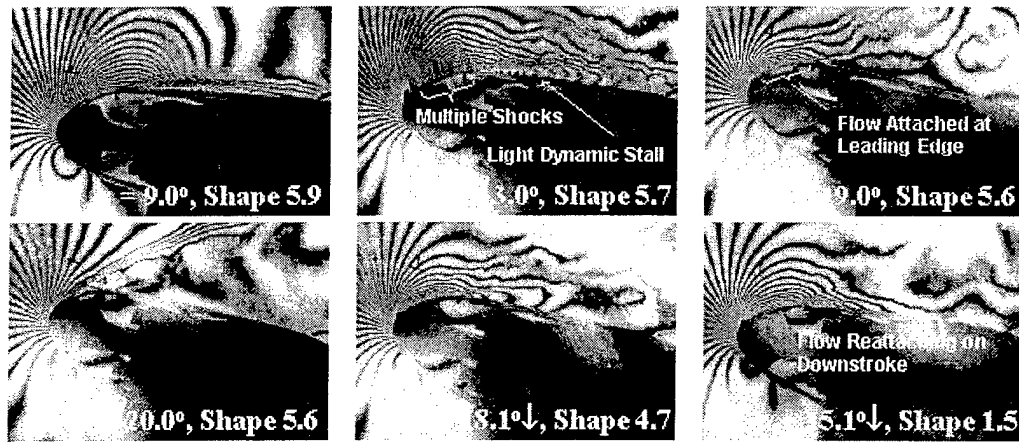 = 9.0°, Shape 5.9
Multiple Shocks
Light Dynamic Stall
3.0°, Shape 5.7
Flow Attached at
Leading Edge
9.0°, Shape 5.6
20.0°, Shape 5.6
8.1°↓, Shape 4.7
Flow Reattaching on
Downstroke
5.1°↓, Shape 1.5